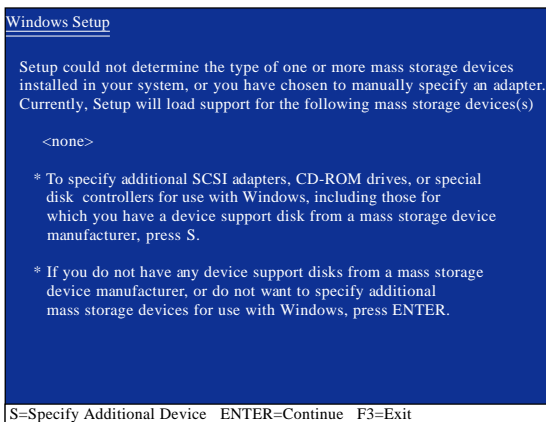 Windows Setup
Setup could not determine the type of one or more mass storage devices
installed in your system, or you have chosen to manually specify an adapter.
Currently, Setup will load support for the following mass storage devices(s)
<none>
* To specify additional SCSI adapters, CD-ROM drives, or special
disk controllers for use with Windows, including those for
which you have a device support disk from a mass storage device
manufacturer, press S.
* If you do not have any device support disks from a mass storage
device manufacturer, or do not want to specify additional
mass storage devices for use with Windows, press ENTER.
S=Specify Additional Device ENTER=Continue F3=Exit